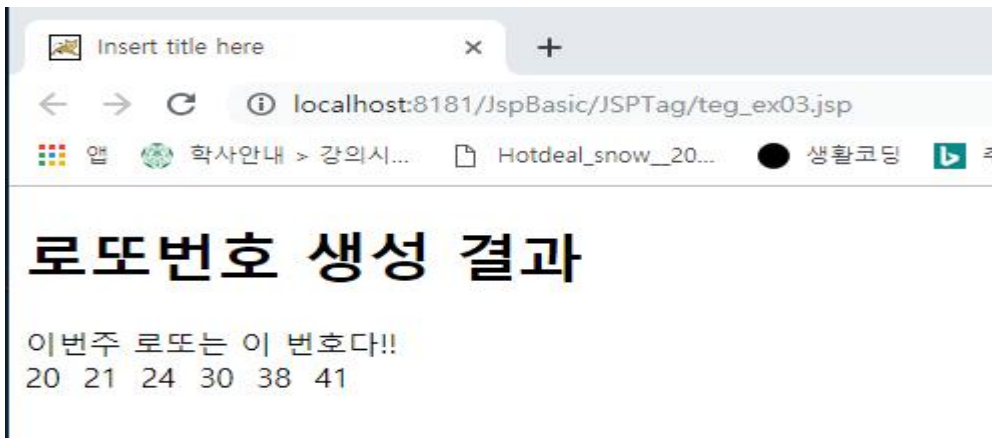 Insert title here
localhost:8181/JspBasic/JSPTag/teg_ex03.jsp
앱 학사안내 > 강의시... Hotdeal_snow__20... 생활코딩
로또번호 생성 결과
이번주 로또는 이 번호다!!
20 21 24 30 38 41